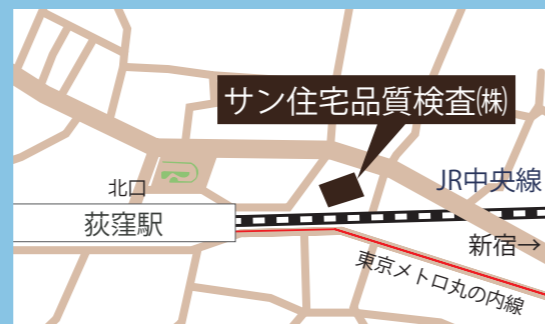 サン住宅品質検査㈱
JR中央線
北口
荻窪駅
新宿→
東京メトロ丸の内線